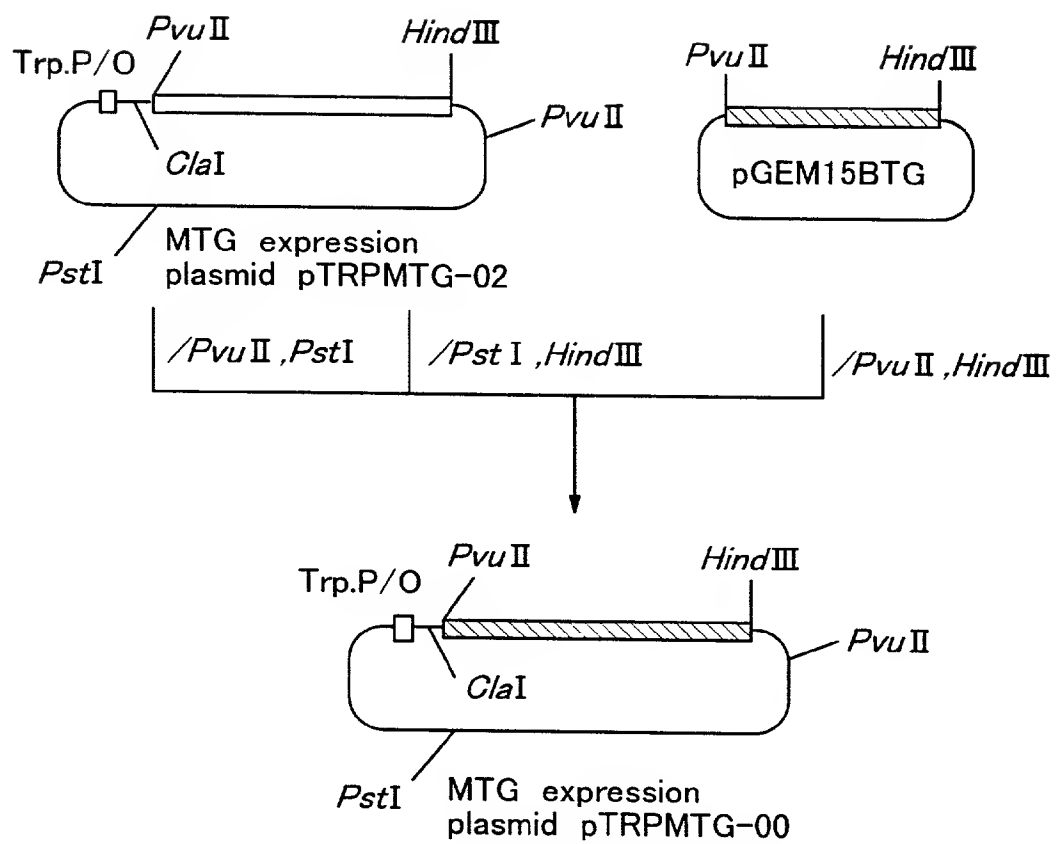 PvuⅡ
HindⅢ
Trp.P/O
PvuⅡ
ClaI
PstI
MTG expression
plasmid pTRPMTG-02
PvuⅡ
HindⅢ
pGEM15BTG
/PvuⅡ,PstI
/PstI,HindⅢ
/PvuⅡ,HindⅢ
PvuⅡ
HindⅢ
Trp.P/O
PvuⅡ
ClaI
PstI
MTG expression
plasmid pTRPMTG-00